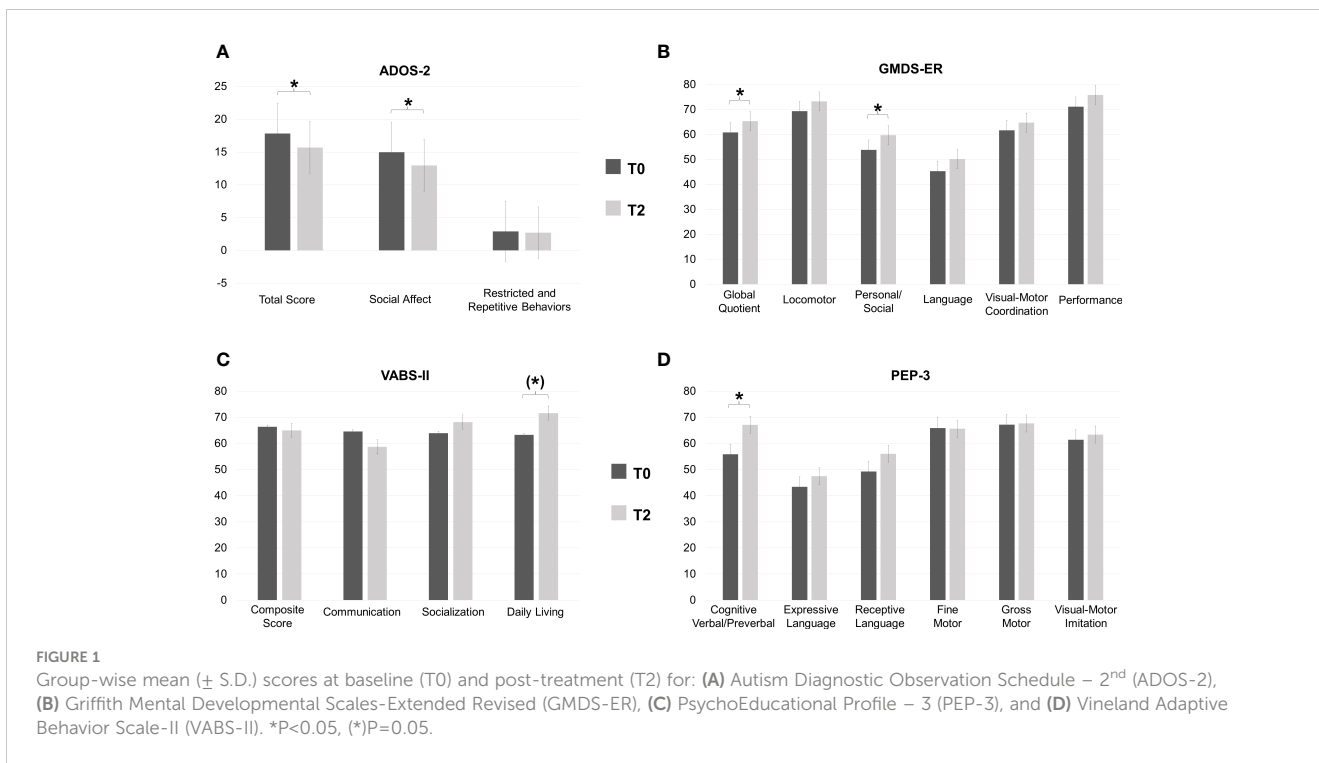 A
ADOS-2
25
20
15
10
5
0
-5
*
*
Total Score
Social Affect
Restricted and
Repetitive Behaviors
T0
T2
B
GMDS-ER
80
70
60
50
40
30
20
10
0
*
*
Global
Quotient
Locomotor
Personal/
Social
Language
Visual-Motor
Coordination
Performance
C
VABS-II
80
70
60
50
40
30
20
10
0
(*)
Composite
Score
Communication
Socialization
Daily Living
T0
T2
D
PEP-3
80
70
60
50
40
30
20
10
0
*
Cognitive
Verbal/Preverbal
Expressive
Language
Receptive
Language
Fine
Motor
Gross
Motor
Visual-Motor
Imitation
FIGURE 1
Group-wise mean (± S.D.) scores at baseline (T0) and post-treatment (T2) for: (A) Autism Diagnostic Observation Schedule – 2nd (ADOS-2),
(B) Griffith Mental Developmental Scales-Extended Revised (GMDS-ER), (C) PsychoEducational Profile – 3 (PEP-3), and (D) Vineland Adaptive
Behavior Scale-II (VABS-II). *P<0.05, (*)P=0.05.